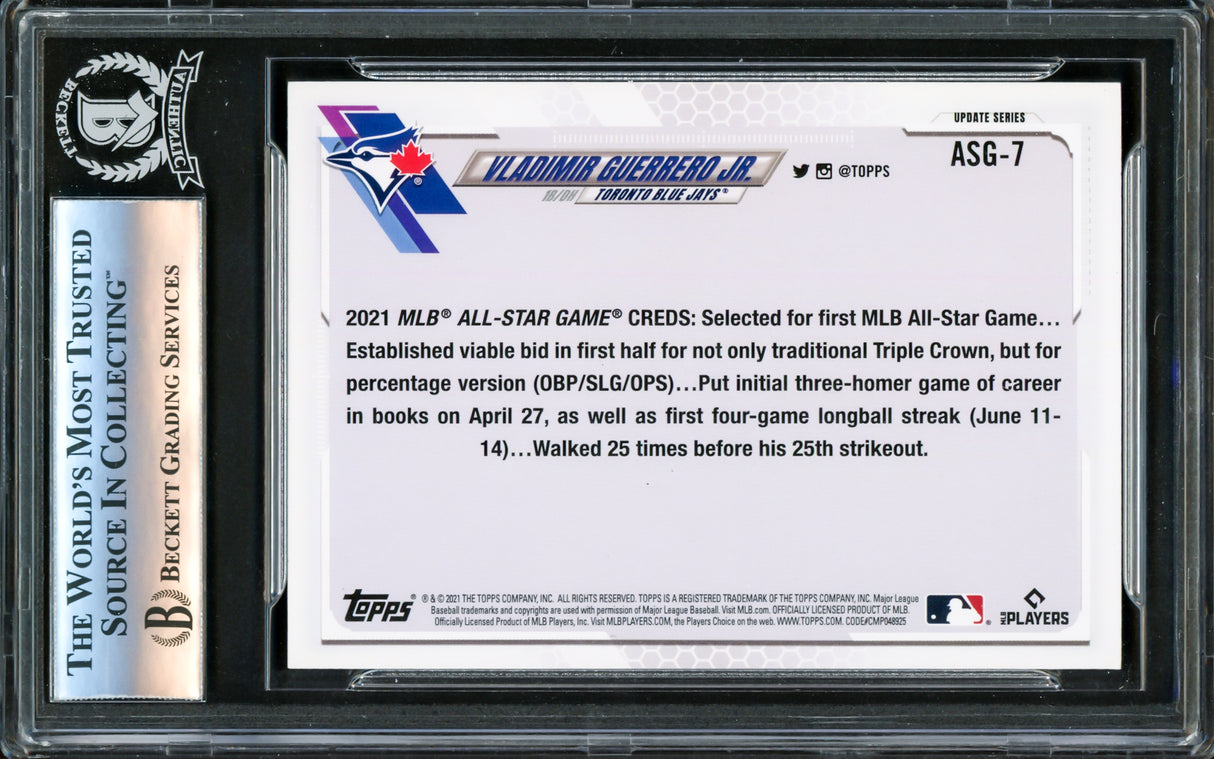 BECKETT
B
AUTHENTIC
THE WORLD'S MOST TRUSTED
SOURCE IN COLLECTING™
B BECKETT GRADING SERVICES
UPDATE SERIES
ASG-7
VLADIMIR GUERRERO JR.
@TOPPS
1B/DH TORONTO BLUE JAYS®
2021 MLB® ALL-STAR GAME® CREDS: Selected for first MLB All-Star Game...
Established viable bid in first half for not only traditional Triple Crown, but for
percentage version (OBP/SLG/OPS)...Put initial three-homer game of career
in books on April 27, as well as first four-game longball streak (June 11-
14)...Walked 25 times before his 25th strikeout.
TOPPS® ® & © 2021 THE TOPPS COMPANY, INC. ALL RIGHTS RESERVED. TOPPS IS A REGISTERED TRADEMARK OF THE TOPPS COMPANY, INC. Major League
Baseball trademarks and copyrights are used with permission of Major League Baseball. Visit MLB.com. OFFICIALLY LICENSED PRODUCT OF MLB.
Officially Licensed Product of MLB Players, Inc. Visit MLBPLAYERS.COM, the Players Choice on the web. WWW.TOPPS.COM. CODE#CMP048925
MLB PLAYERS